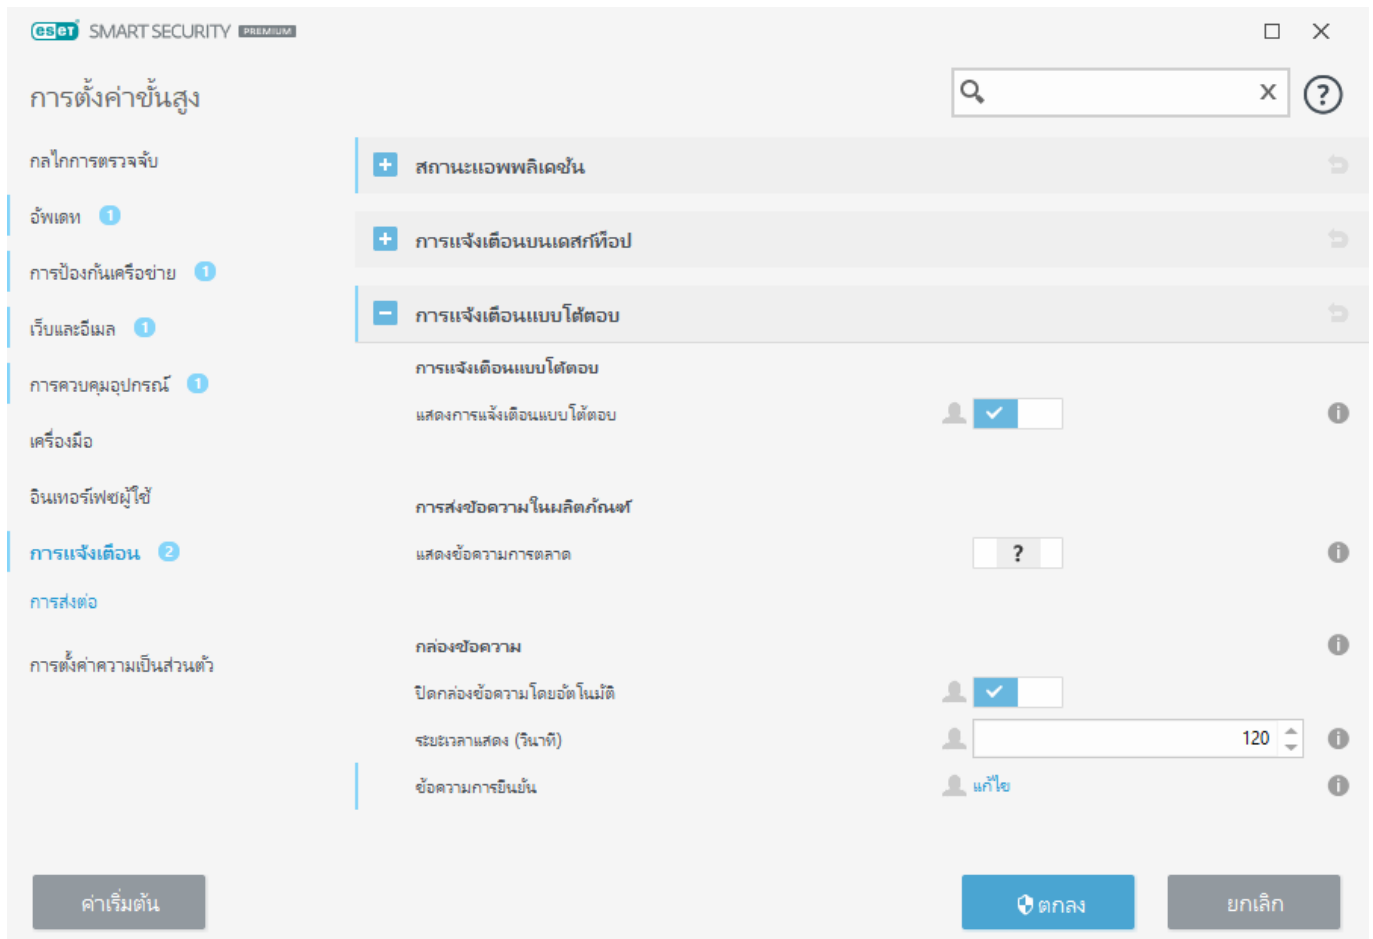 eset SMART SECURITY PREMIUM
การตั้งค่าขั้นสูง
กลไกการตรวจจับ
อัพเดท 1
การป้องกันเครือข่าย 1
เว็บและอีเมล 1
การควบคุมอุปกรณ์ 1
เครื่องมือ
อินเทอร์เฟซผู้ใช้
การแจ้งเตือน 2
การส่งต่อ
การตั้งค่าความเป็นส่วนตัว
สถานะแอพพลิเคชัน
การแจ้งเตือนบนเดสก์ท็อป
การแจ้งเตือนแบบโต้ตอบ
การแจ้งเตือนแบบโต้ตอบ
แสดงการแจ้งเตือนแบบโต้ตอบ
การส่งข้อความในผลิตภัณฑ์
แสดงข้อความการตลาด ?
กล่องข้อความ
ปิดกล่องข้อความโดยอัตโนมัติ
ระยะเวลาแสดง (วินาที) 120
ข้อความการยืนยัน แก้ไข
ค่าเริ่มต้น ตกลง ยกเลิก